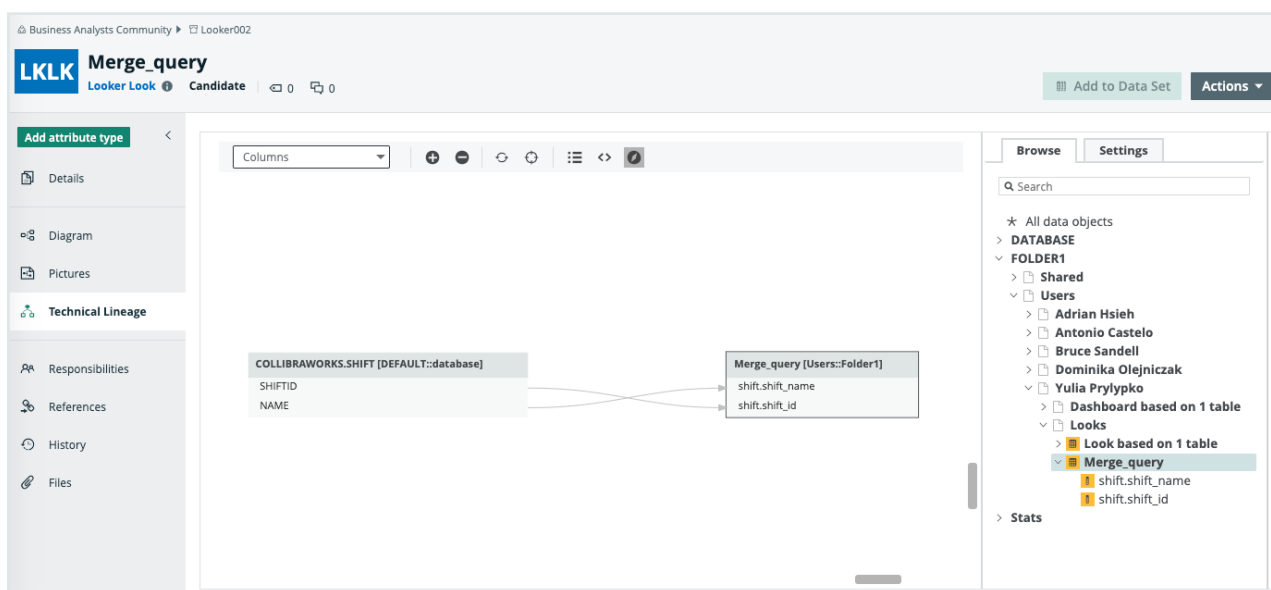 Business Analysts Community Looker002
LKLK
Merge_query
Looker Look Candidate 0 0
Add to Data Set
Actions
Add attribute type
Details
Diagram
Pictures
Technical Lineage
Responsibilities
References
History
Files
Columns
COLLIBRAWORKS.SHIFT [DEFAULT::database]
SHIFTID
NAME
Merge_query [Users::Folder1]
shift.shift_name
shift.shift_id
Browse Settings
Search
All data objects
DATABASE
FOLDER1
Shared
Users
Adrian Hsieh
Antonio Castelo
Bruce Sandell
Dominika Olejniczak
Yulia Prylypko
Dashboard based on 1 table
Looks
Look based on 1 table
Merge_query
shift.shift_name
shift.shift_id
Stats